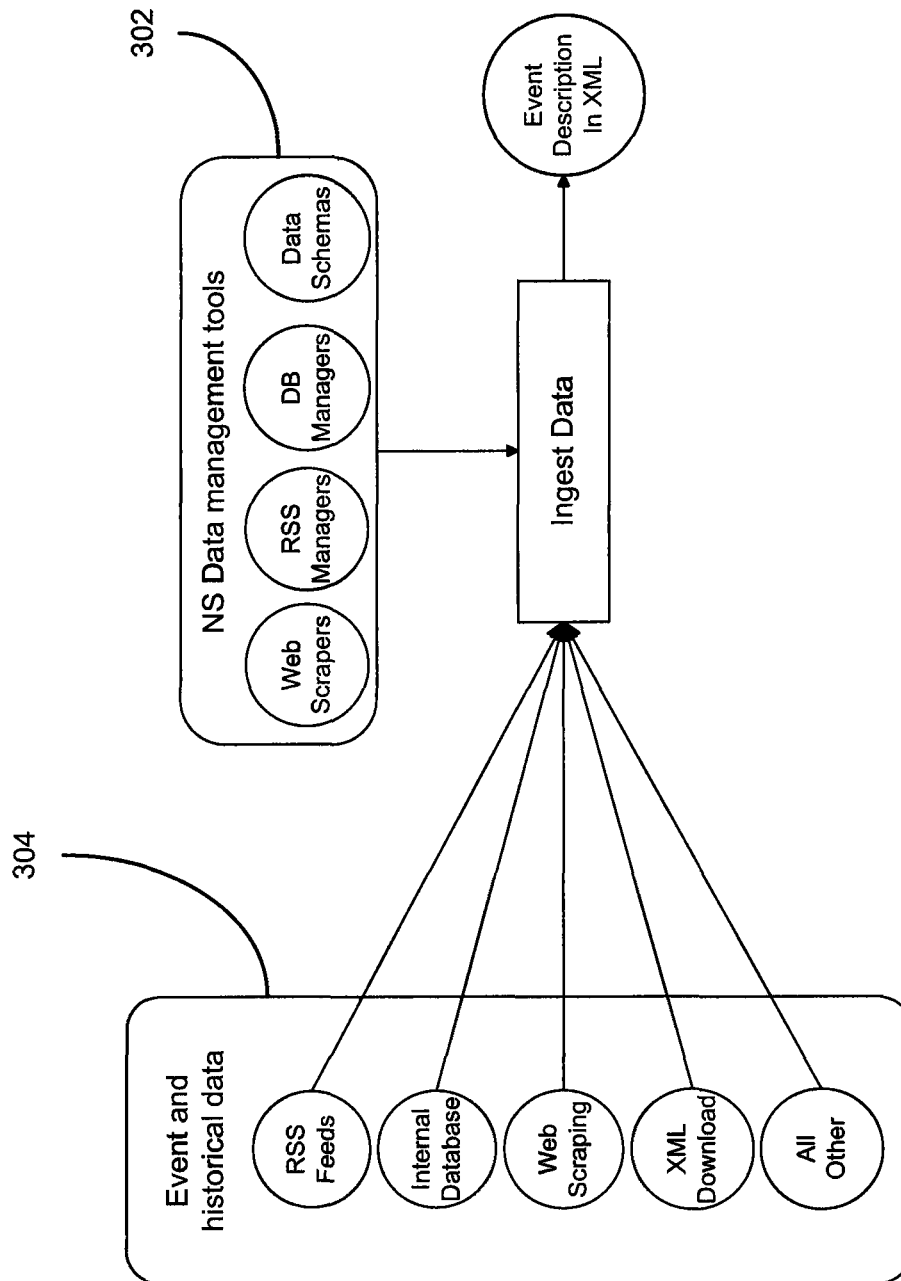 304
302
Event and
historical data
RSS
Feeds
Internal
Database
Web
Scraping
XML
Download
All
Other
NS Data management tools
Web
Scrapers
RSS
Managers
DB
Managers
Data
Schemas
Ingest Data
Event
Description
In XML